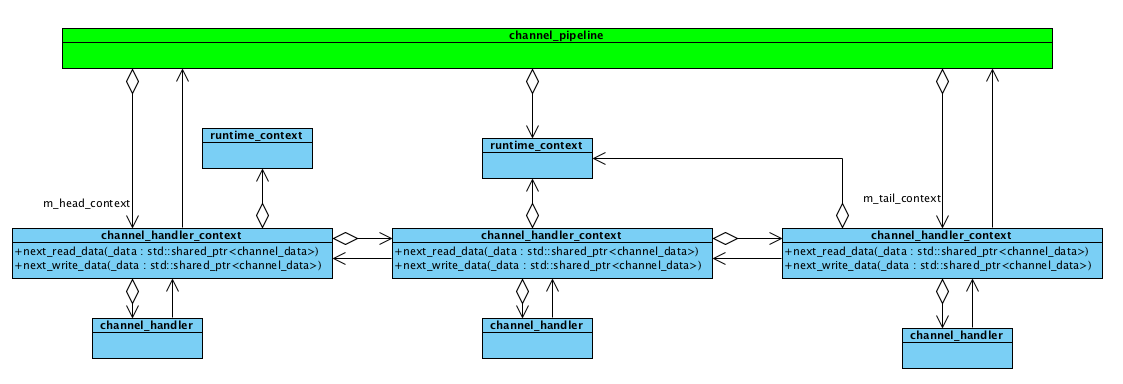 channel_pipeline
runtime_context
runtime_context
m_head_context
m_tail_context
channel_handler_context
+next_read_data(_data : std::shared_ptr<channel_data>)
+next_write_data(_data : std::shared_ptr<channel_data>)
channel_handler_context
+next_read_data(_data : std::shared_ptr<channel_data>)
+next_write_data(_data : std::shared_ptr<channel_data>)
channel_handler_context
+next_read_data(_data : std::shared_ptr<channel_data>)
+next_write_data(_data : std::shared_ptr<channel_data>)
channel_handler
channel_handler
channel_handler